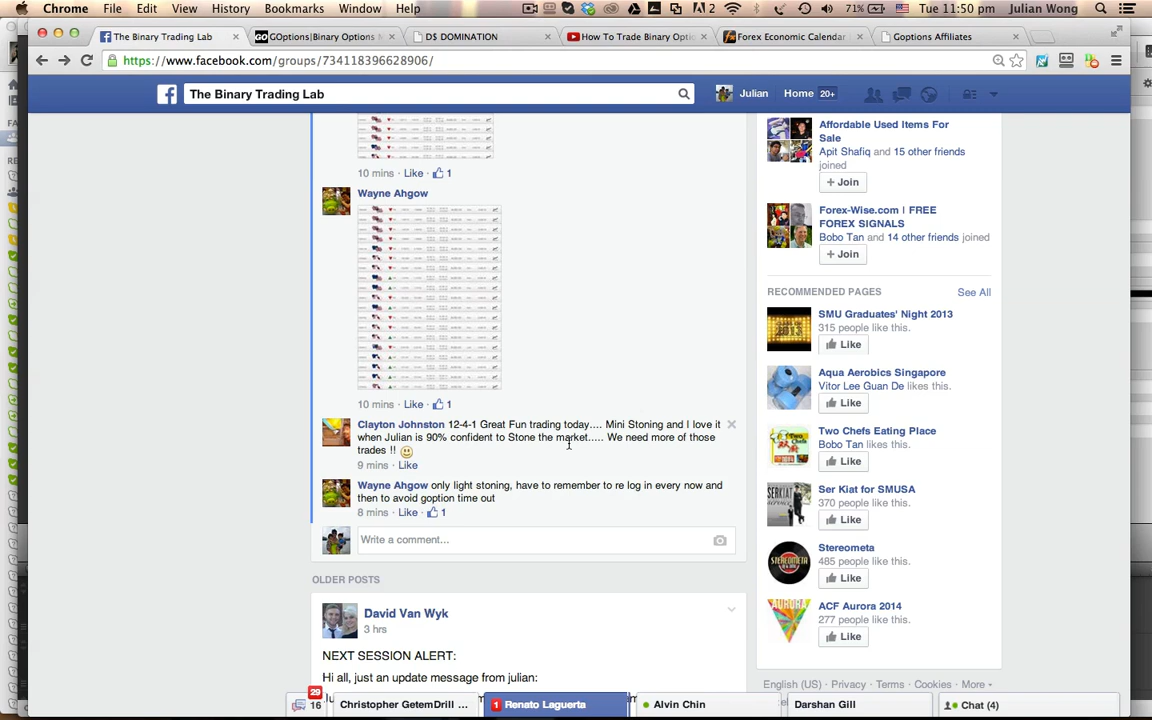 Chrome File Edit View History Bookmarks Window Help
2 71% Tue 11:50 pm Julian Wong
The Binary Trading Lab
GOptions|Binary Options
D$ DOMINATION
How To Trade Binary Optio
Forex Economic Calendar
Goptions Affiliates
https://www.facebook.com/groups/734118396628906/
The Binary Trading Lab
Julian Home 20+
10 mins · Like · 1
Wayne Ahgow
10 mins · Like · 1
Clayton Johnston 12-4-1 Great Fun trading today.... Mini Stoning and I love it
when Julian is 90% confident to Stone the market..... We need more of those
trades !!
9 mins · Like
Wayne Ahgow only light stoning, have to remember to re log in every now and
then to avoid goption time out
8 mins · Like · 1
Write a comment...
OLDER POSTS
David Van Wyk
3 hrs
NEXT SESSION ALERT:
Hi all, just an update message from julian:
Affordable Used Items For
Sale
Apit Shafiq and 15 other friends
joined
+ Join
Forex-Wise.com | FREE
FOREX SIGNALS
Bobo Tan and 14 other friends joined
+ Join
RECOMMENDED PAGES See All
SMU Graduates' Night 2013
315 people like this.
Like
Aqua Aerobics Singapore
Vitor Lee Guan De likes this.
Like
Two Chefs Eating Place
Bobo Tan likes this.
Like
Ser Kiat for SMUSA
370 people like this.
Like
Stereometa
485 people like this.
Like
ACF Aurora 2014
277 people like this.
Like
English (US) · Privacy · Terms · Cookies · More
29
16
Christopher GetemDrill ...
1 Renato Laguerta
Alvin Chin
Darshan Gill
Chat (4)